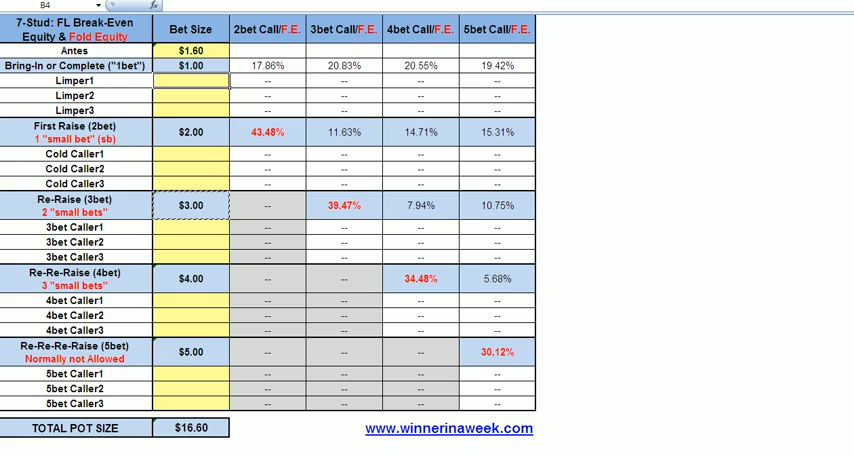 B4 fx
7-Stud: FL Break-Even Equity & Fold Equity Bet Size 2bet Call/F.E. 3bet Call/F.E. 4bet Call/F.E. 5bet Call/F.E.
Antes $1.60
Bring-In or Complete ("1bet") $1.00 17.86% 20.83% 20.55% 19.42%
Limper1 -- -- -- --
Limper2 -- -- -- --
Limper3 -- -- -- --
First Raise (2bet) 1 "small bet" (sb) $2.00 43.48% 11.63% 14.71% 15.31%
Cold Caller1 -- -- -- --
Cold Caller2 -- -- -- --
Cold Caller3 -- -- -- --
Re-Raise (3bet) 2 "small bets" $3.00 -- 39.47% 7.94% 10.75%
3bet Caller1 -- -- --
3bet Caller2 -- -- --
3bet Caller3 -- -- --
Re-Re-Raise (4bet) 3 "small bets" $4.00 -- -- 34.48% 5.68%
4bet Caller1 -- --
4bet Caller2 -- --
4bet Caller3 -- --
Re-Re-Re-Raise (5bet) Normally not Allowed $5.00 -- -- -- 30.12%
5bet Caller1 --
5bet Caller2 --
5bet Caller3 --
TOTAL POT SIZE $16.60 www.winnerinaweek.com